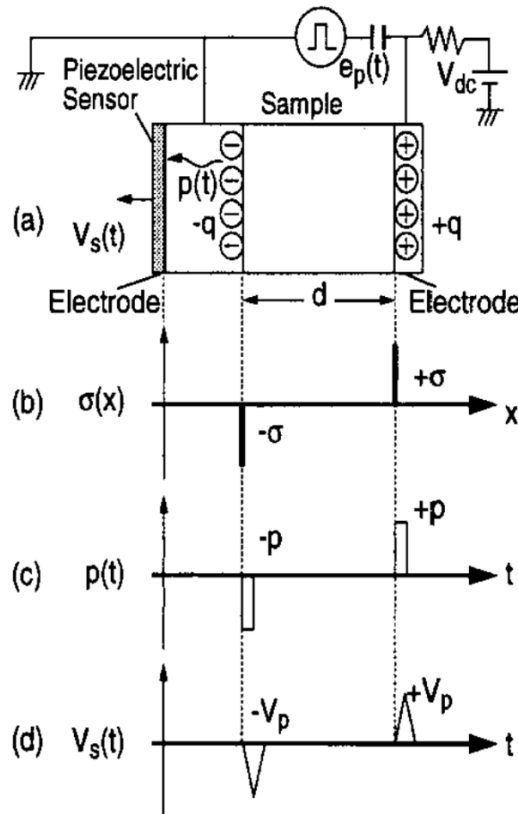 e_p(t)
V_dc
Piezoelectric
Sensor
Sample
p(t)
-q
+q
(a)
V_s(t)
Electrode
d
Electrode
(b) σ(x)
+σ
-σ
x
(c) p(t)
-p
+p
t
(d) V_s(t)
-V_p
+V_p
t